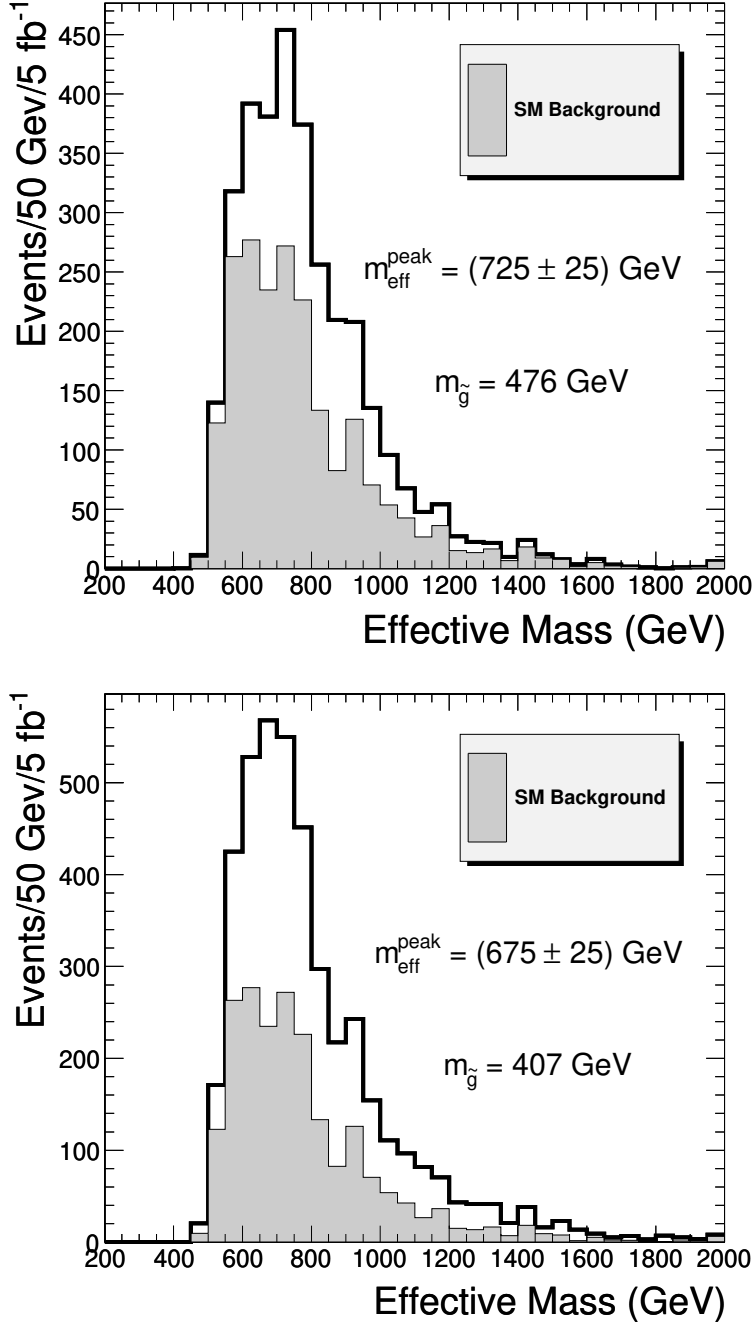 Events/50 Gev/5 fb⁻¹
450
400
350
300
250
200
150
100
50
0
SM Background
m_eff^peak = (725 ± 25) GeV
m_g̃ = 476 GeV
200 400 600 800 1000 1200 1400 1600 1800 2000
Effective Mass (GeV)
Events/50 Gev/5 fb⁻¹
500
400
300
200
100
0
SM Background
m_eff^peak = (675 ± 25) GeV
m_g̃ = 407 GeV
200 400 600 800 1000 1200 1400 1600 1800 2000
Effective Mass (GeV)